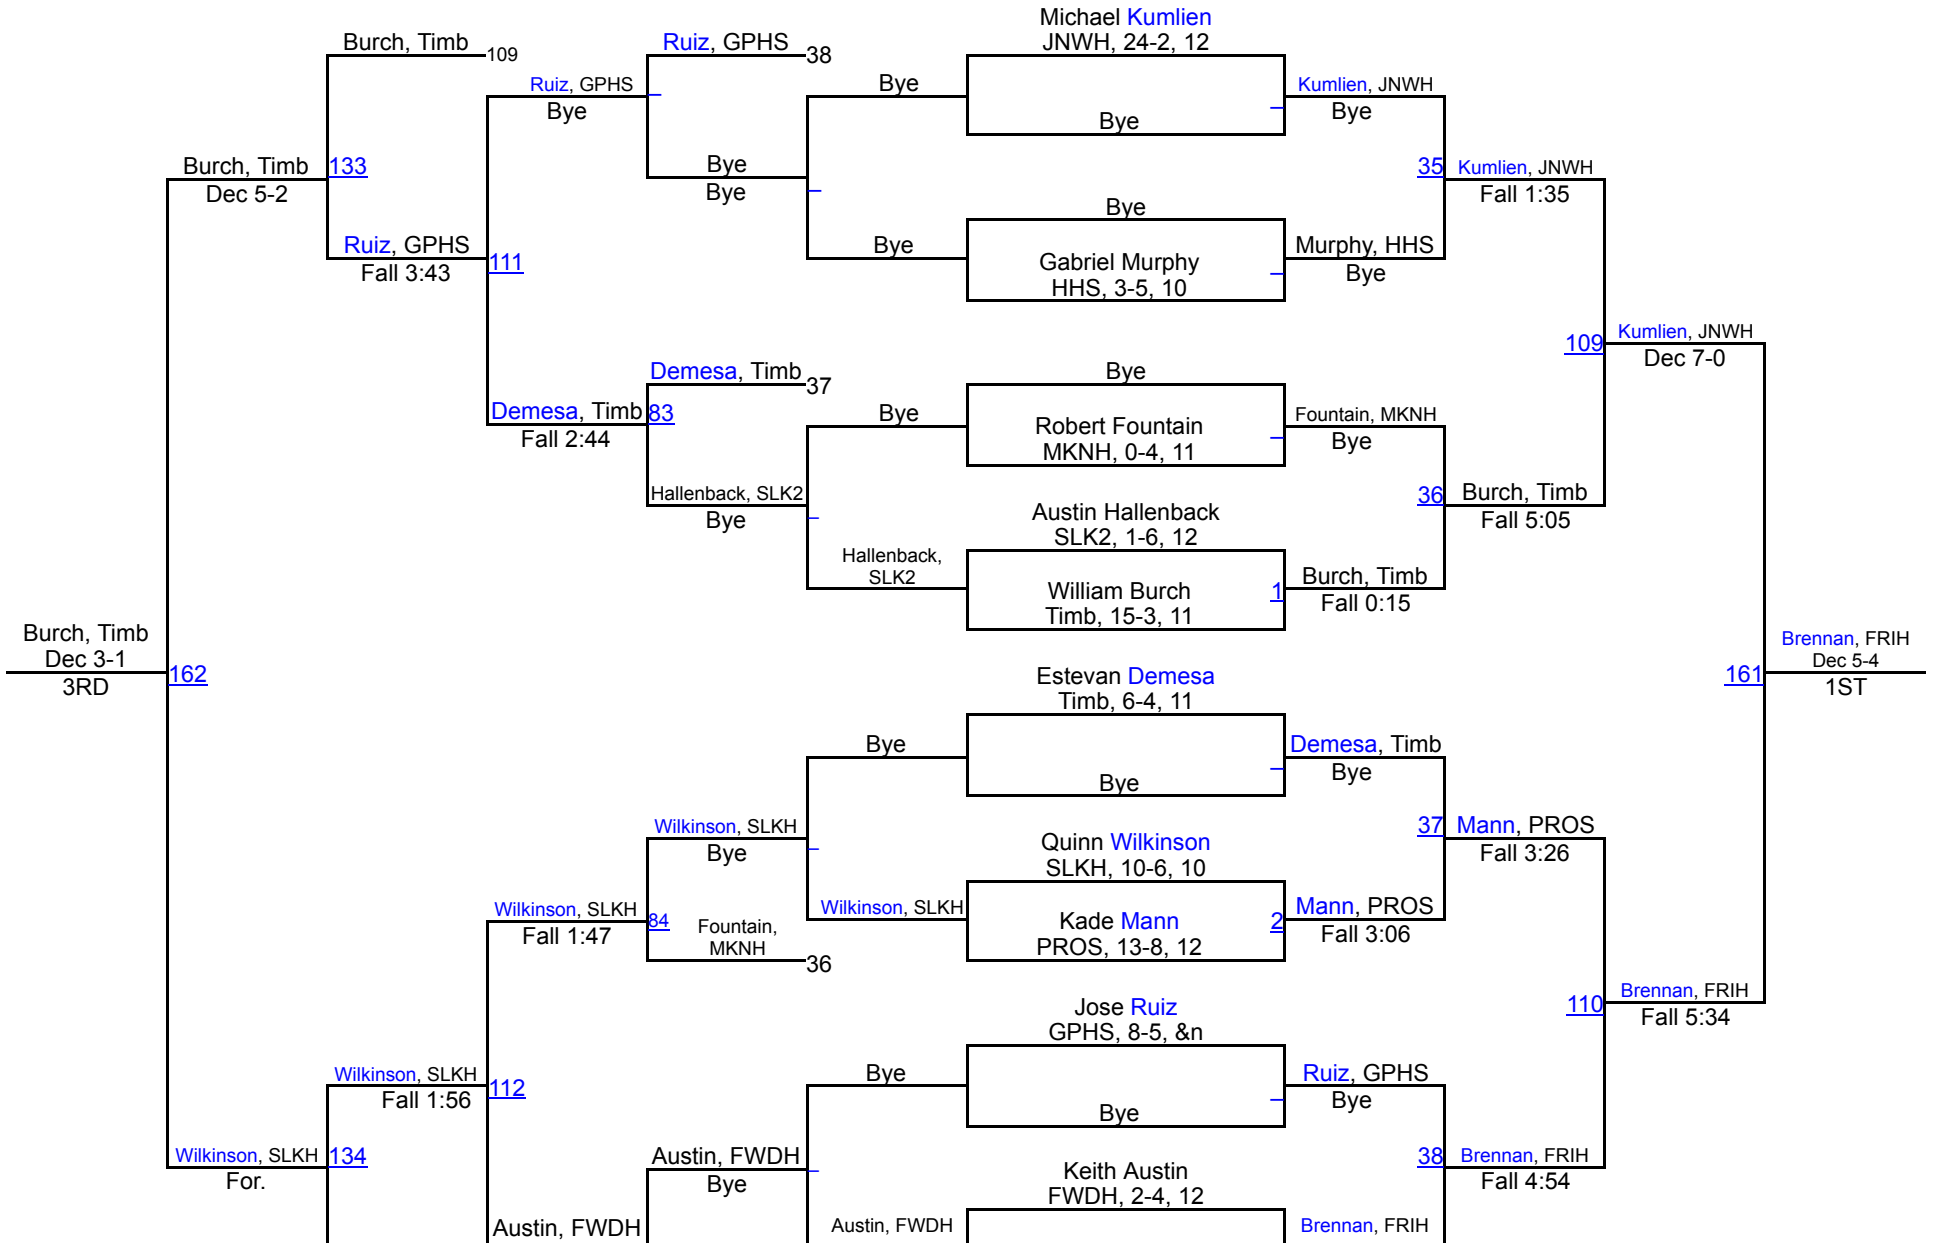 Michael Kumlien
JNWH, 24-2, 12
Burch, Timb
109
Ruiz, GPHS
38
Ruiz, GPHS
Bye
Bye
Bye
Kumlien, JNWH
Bye
Burch, Timb
133
Dec 5-2
Bye
Bye
35
Kumlien, JNWH
Fall 1:35
Ruiz, GPHS
Fall 3:43
111
Bye
Bye
Gabriel Murphy
HHS, 3-5, 10
Murphy, HHS
Bye
109
Kumlien, JNWH
Dec 7-0
Demesa, Timb
37
Bye
Demesa, Timb
83
Fall 2:44
Bye
Robert Fountain
MKNH, 0-4, 11
Fountain, MKNH
Bye
Hallenback, SLK2
Bye
36
Burch, Timb
Fall 5:05
Austin Hallenback
SLK2, 1-6, 12
Hallenback,
SLK2
William Burch
Timb, 15-3, 11
1
Burch, Timb
Fall 0:15
Burch, Timb
Dec 3-1
3RD
162
161
Brennan, FRIH
Dec 5-4
1ST
Estevan Demesa
Timb, 6-4, 11
Bye
Bye
Demesa, Timb
Bye
Wilkinson, SLKH
Bye
37
Mann, PROS
Fall 3:26
Quinn Wilkinson
SLKH, 10-6, 10
Wilkinson, SLKH
Fall 1:47
84
Fountain,
MKNH
36
Wilkinson, SLKH
Kade Mann
PROS, 13-8, 12
2
Mann, PROS
Fall 3:06
110
Brennan, FRIH
Fall 5:34
Jose Ruiz
GPHS, 8-5, &n
Wilkinson, SLKH
Fall 1:56
112
Bye
Bye
Ruiz, GPHS
Bye
Wilkinson, SLKH
134
For.
Austin, FWDH
Bye
38
Brennan, FRIH
Fall 4:54
Keith Austin
FWDH, 2-4, 12
Austin, FWDH
Austin, FWDH
Brennan, FRIH